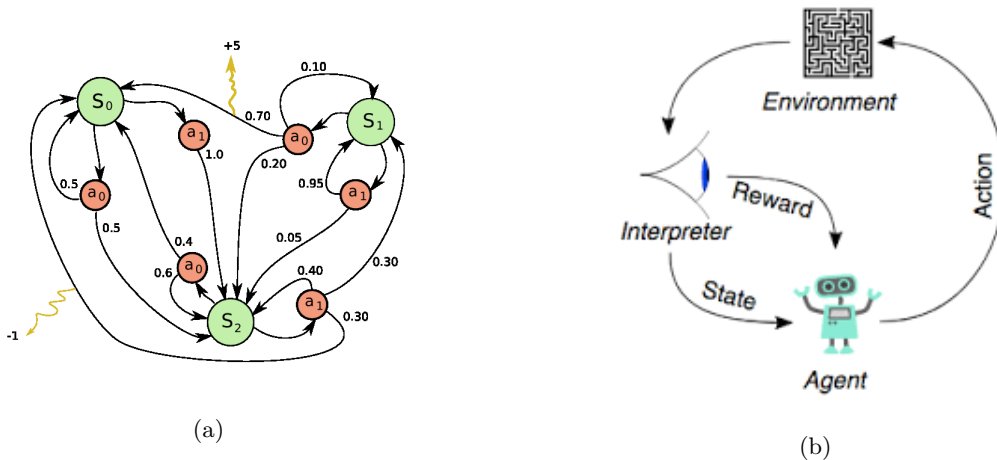 +5
0.10
S₀
0.70
S₁
a₁
a₀
1.0
0.20
0.5
a₀
0.95
a₁
0.5
0.4
0.05
0.30
a₀
0.6
0.40
S₂
a₁
0.30
-1
(a)
Environment
Reward
Interpreter
Action
State
Agent
(b)